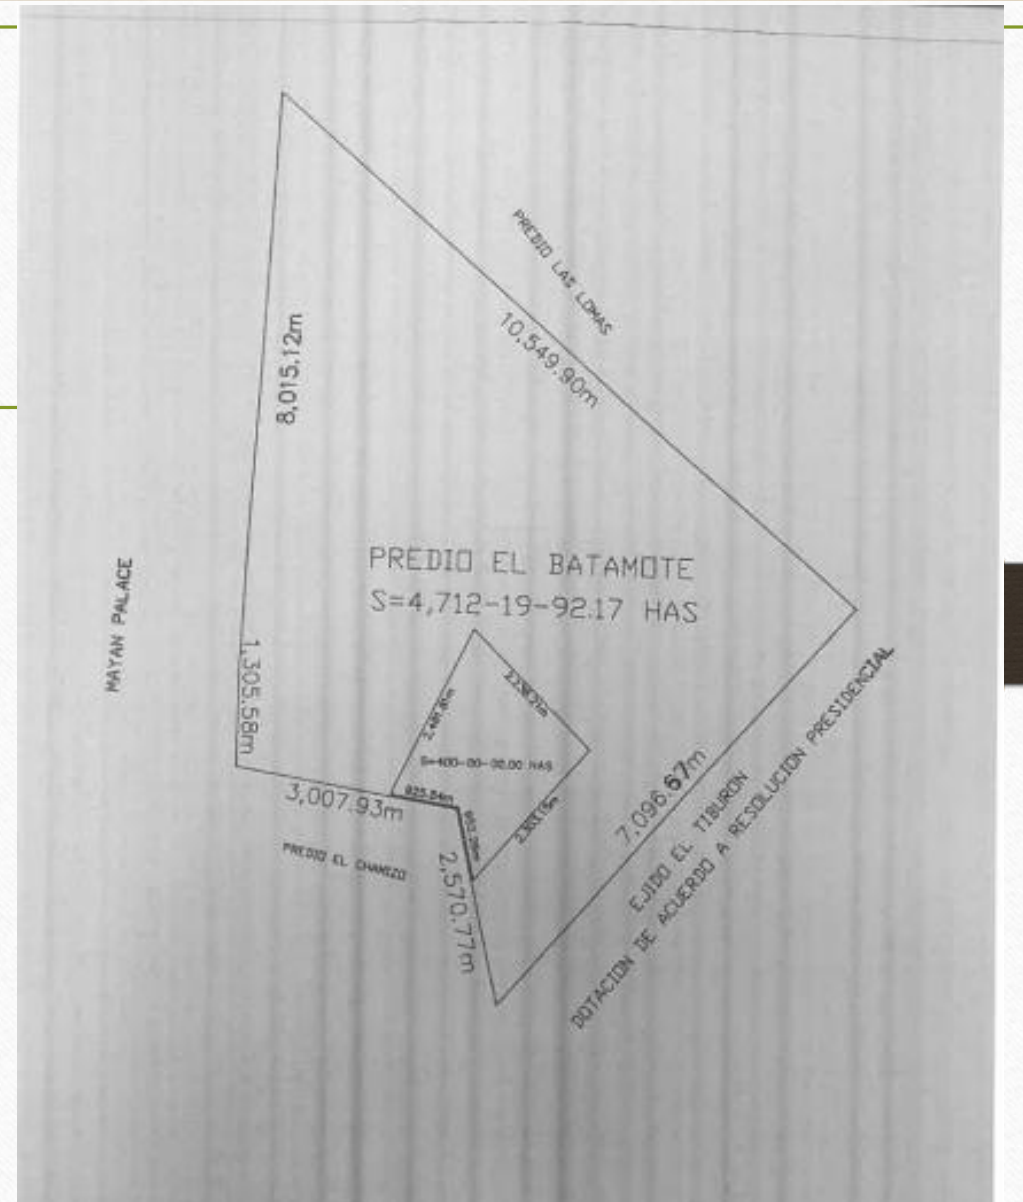 PREDIO LAS LOMAS
10,549.90m
8,015.12m
PREDIO EL BATAMOTE
S=4,712-19-92.17 HAS
MAYAN PALACE
1,305.58m
S=400-00-00.00 HAS
925.84m
3,007.93m
PREDIO EL CHAMIZO
2,570.77m
7,096.67m
EJIDO EL TIBURON
DOTACION DE ACUERDO A RESOLUCION PRESIDENCIAL